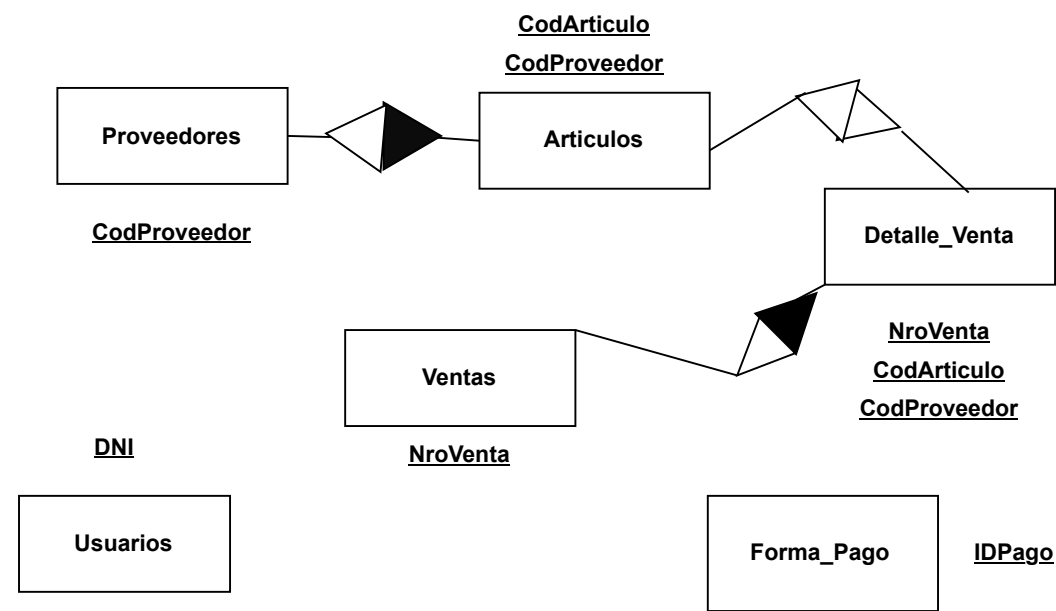 CodArticulo
CodProveedor
Proveedores
Articulos
CodProveedor
Detalle_Venta
NroVenta
CodArticulo
CodProveedor
Ventas
NroVenta
DNI
Usuarios
Forma_Pago
IDPago